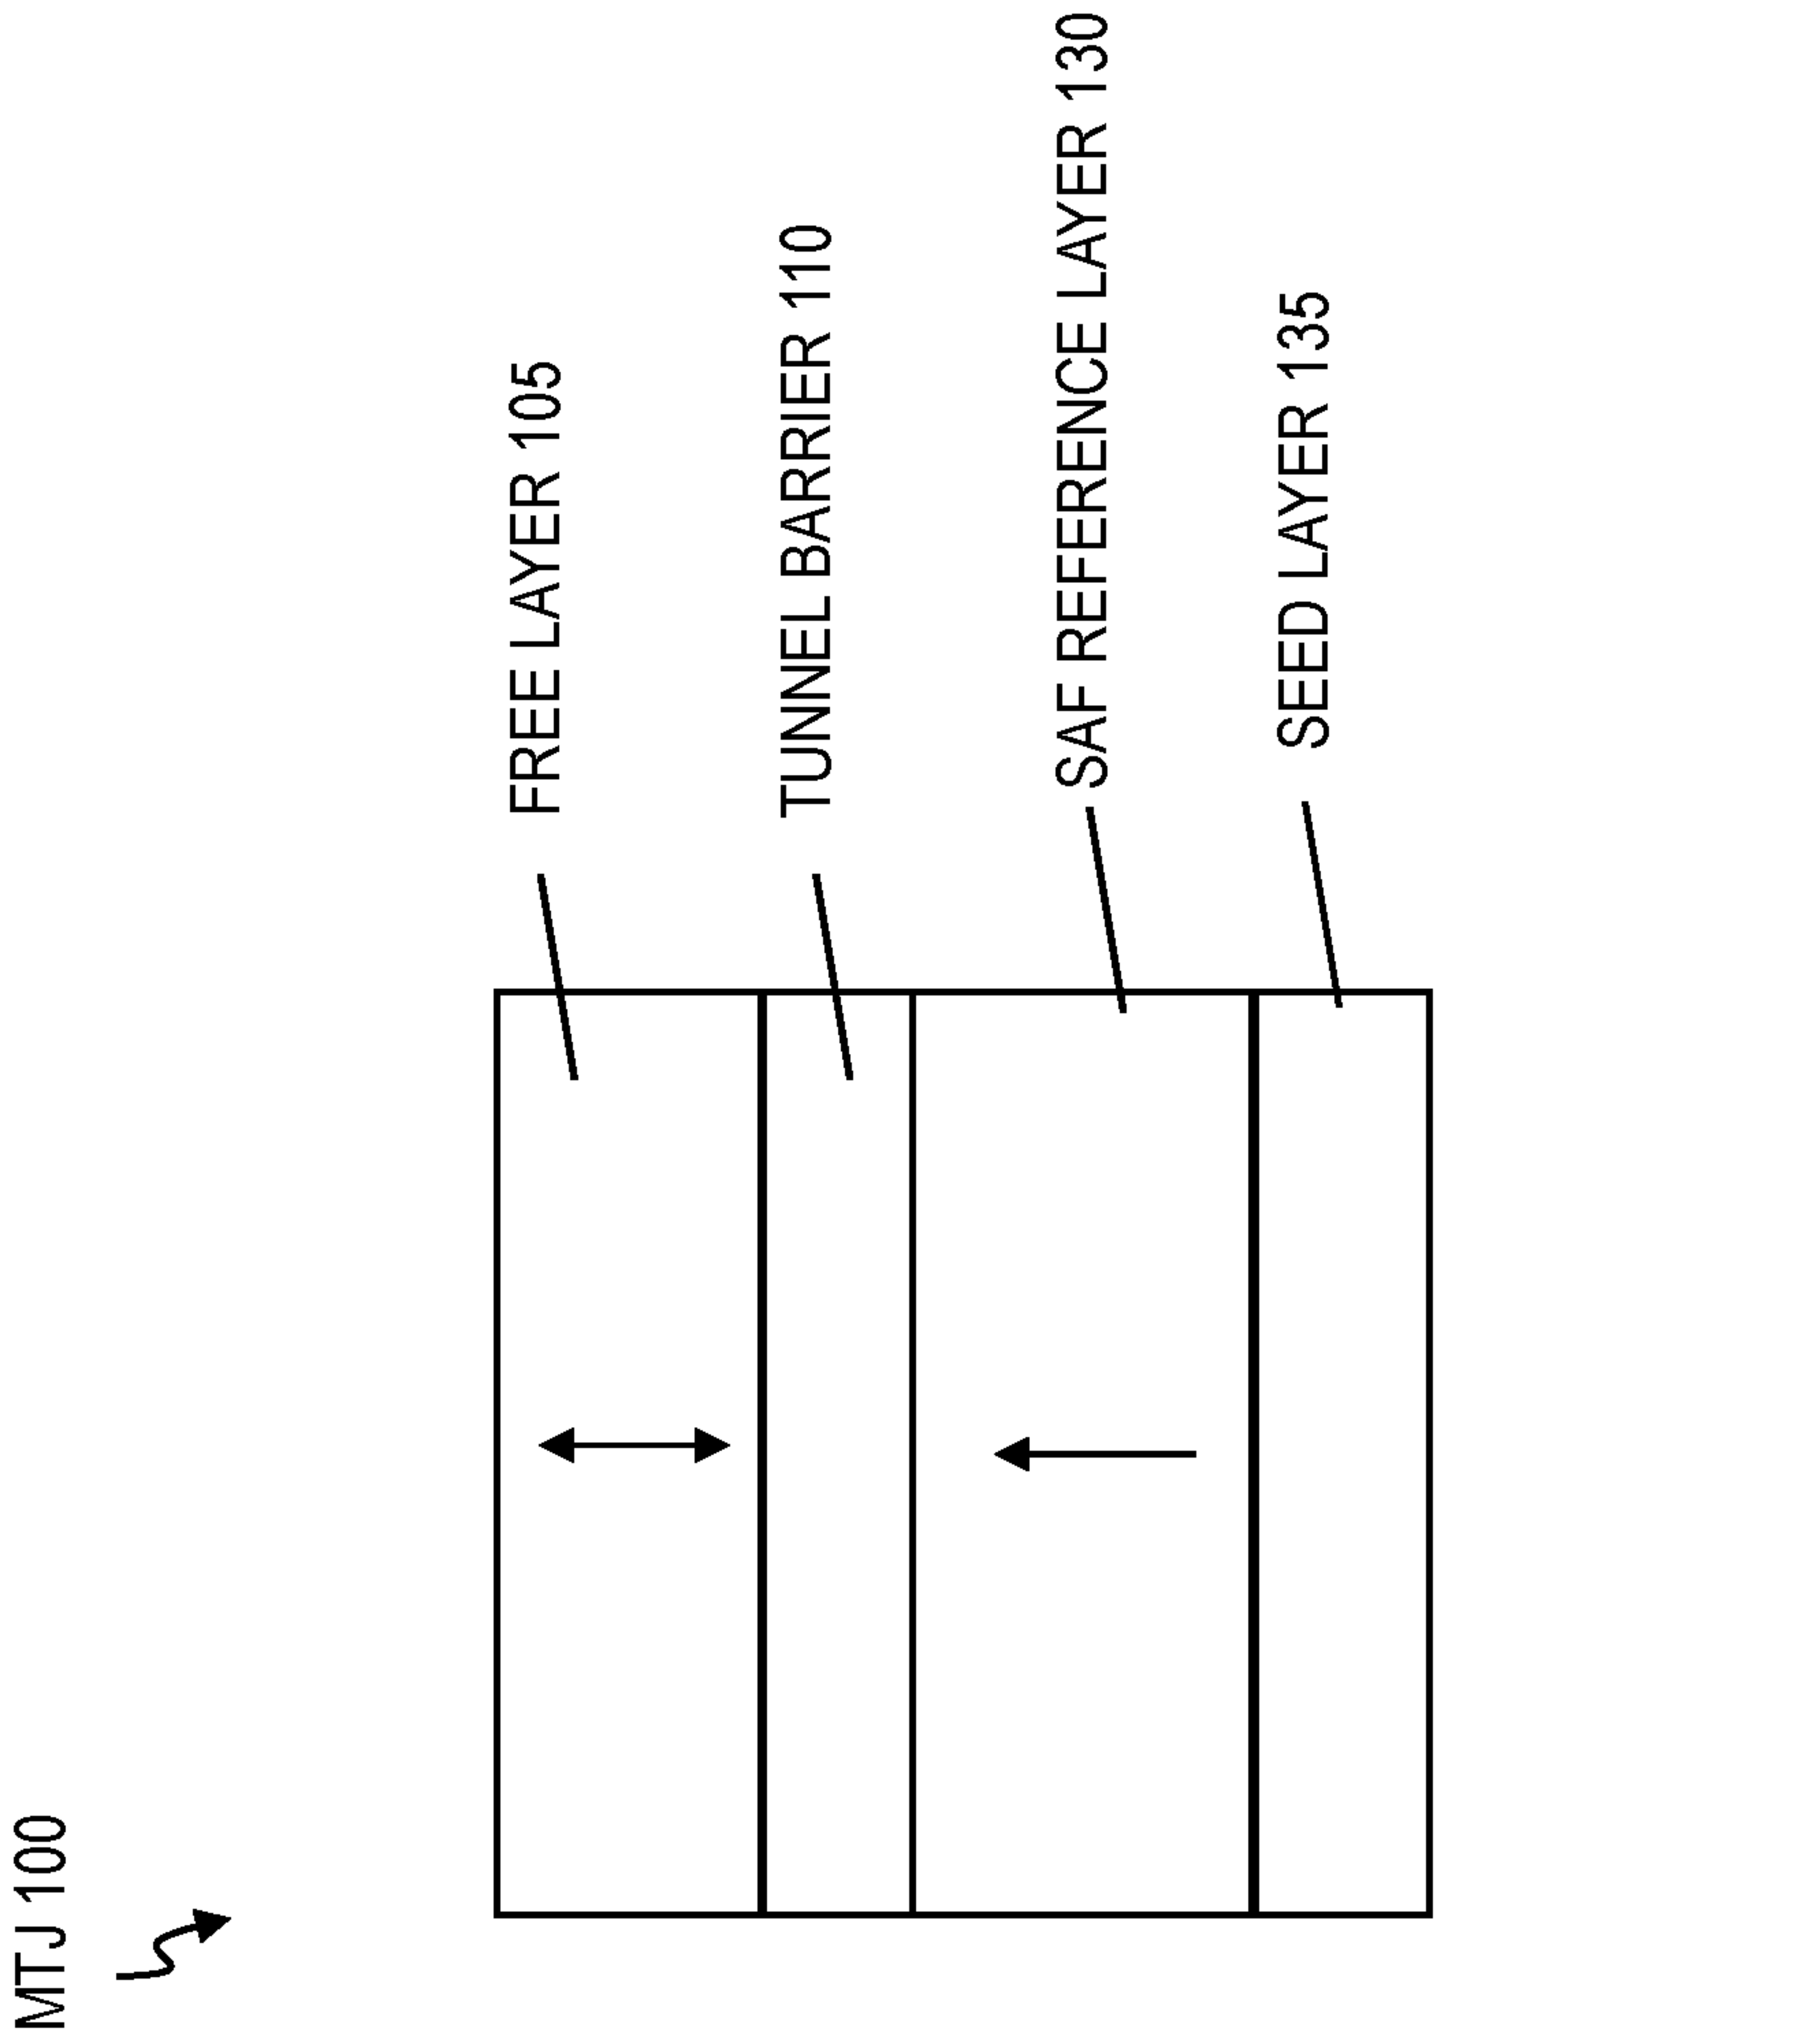 MTJ 100
FREE LAYER 105
TUNNEL BARRIER 110
SAF REFERENCE LAYER 130
SEED LAYER 135